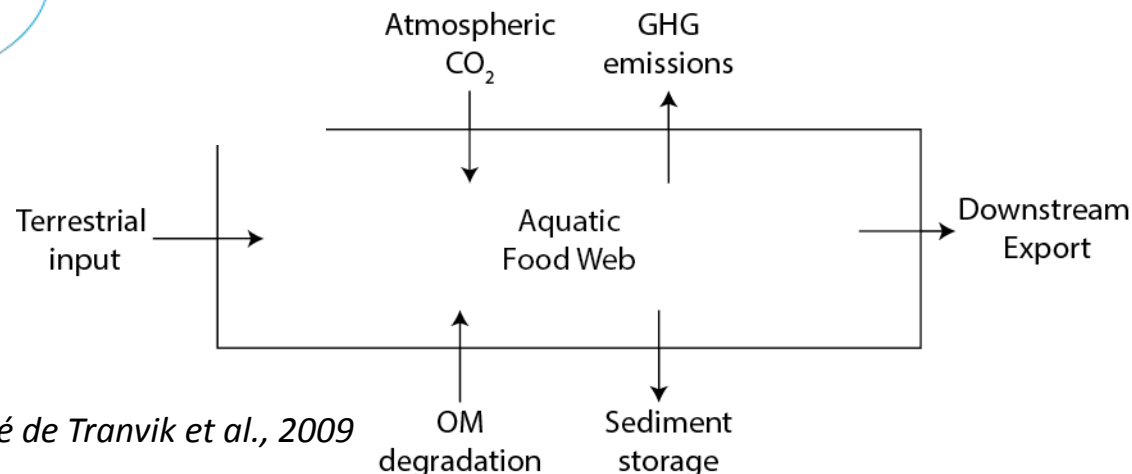 Atmospheric
CO₂
GHG
emissions
Terrestrial
input
Aquatic
Food Web
Downstream
Export
é de Tranvik et al., 2009
OM
degradation
Sediment
storage